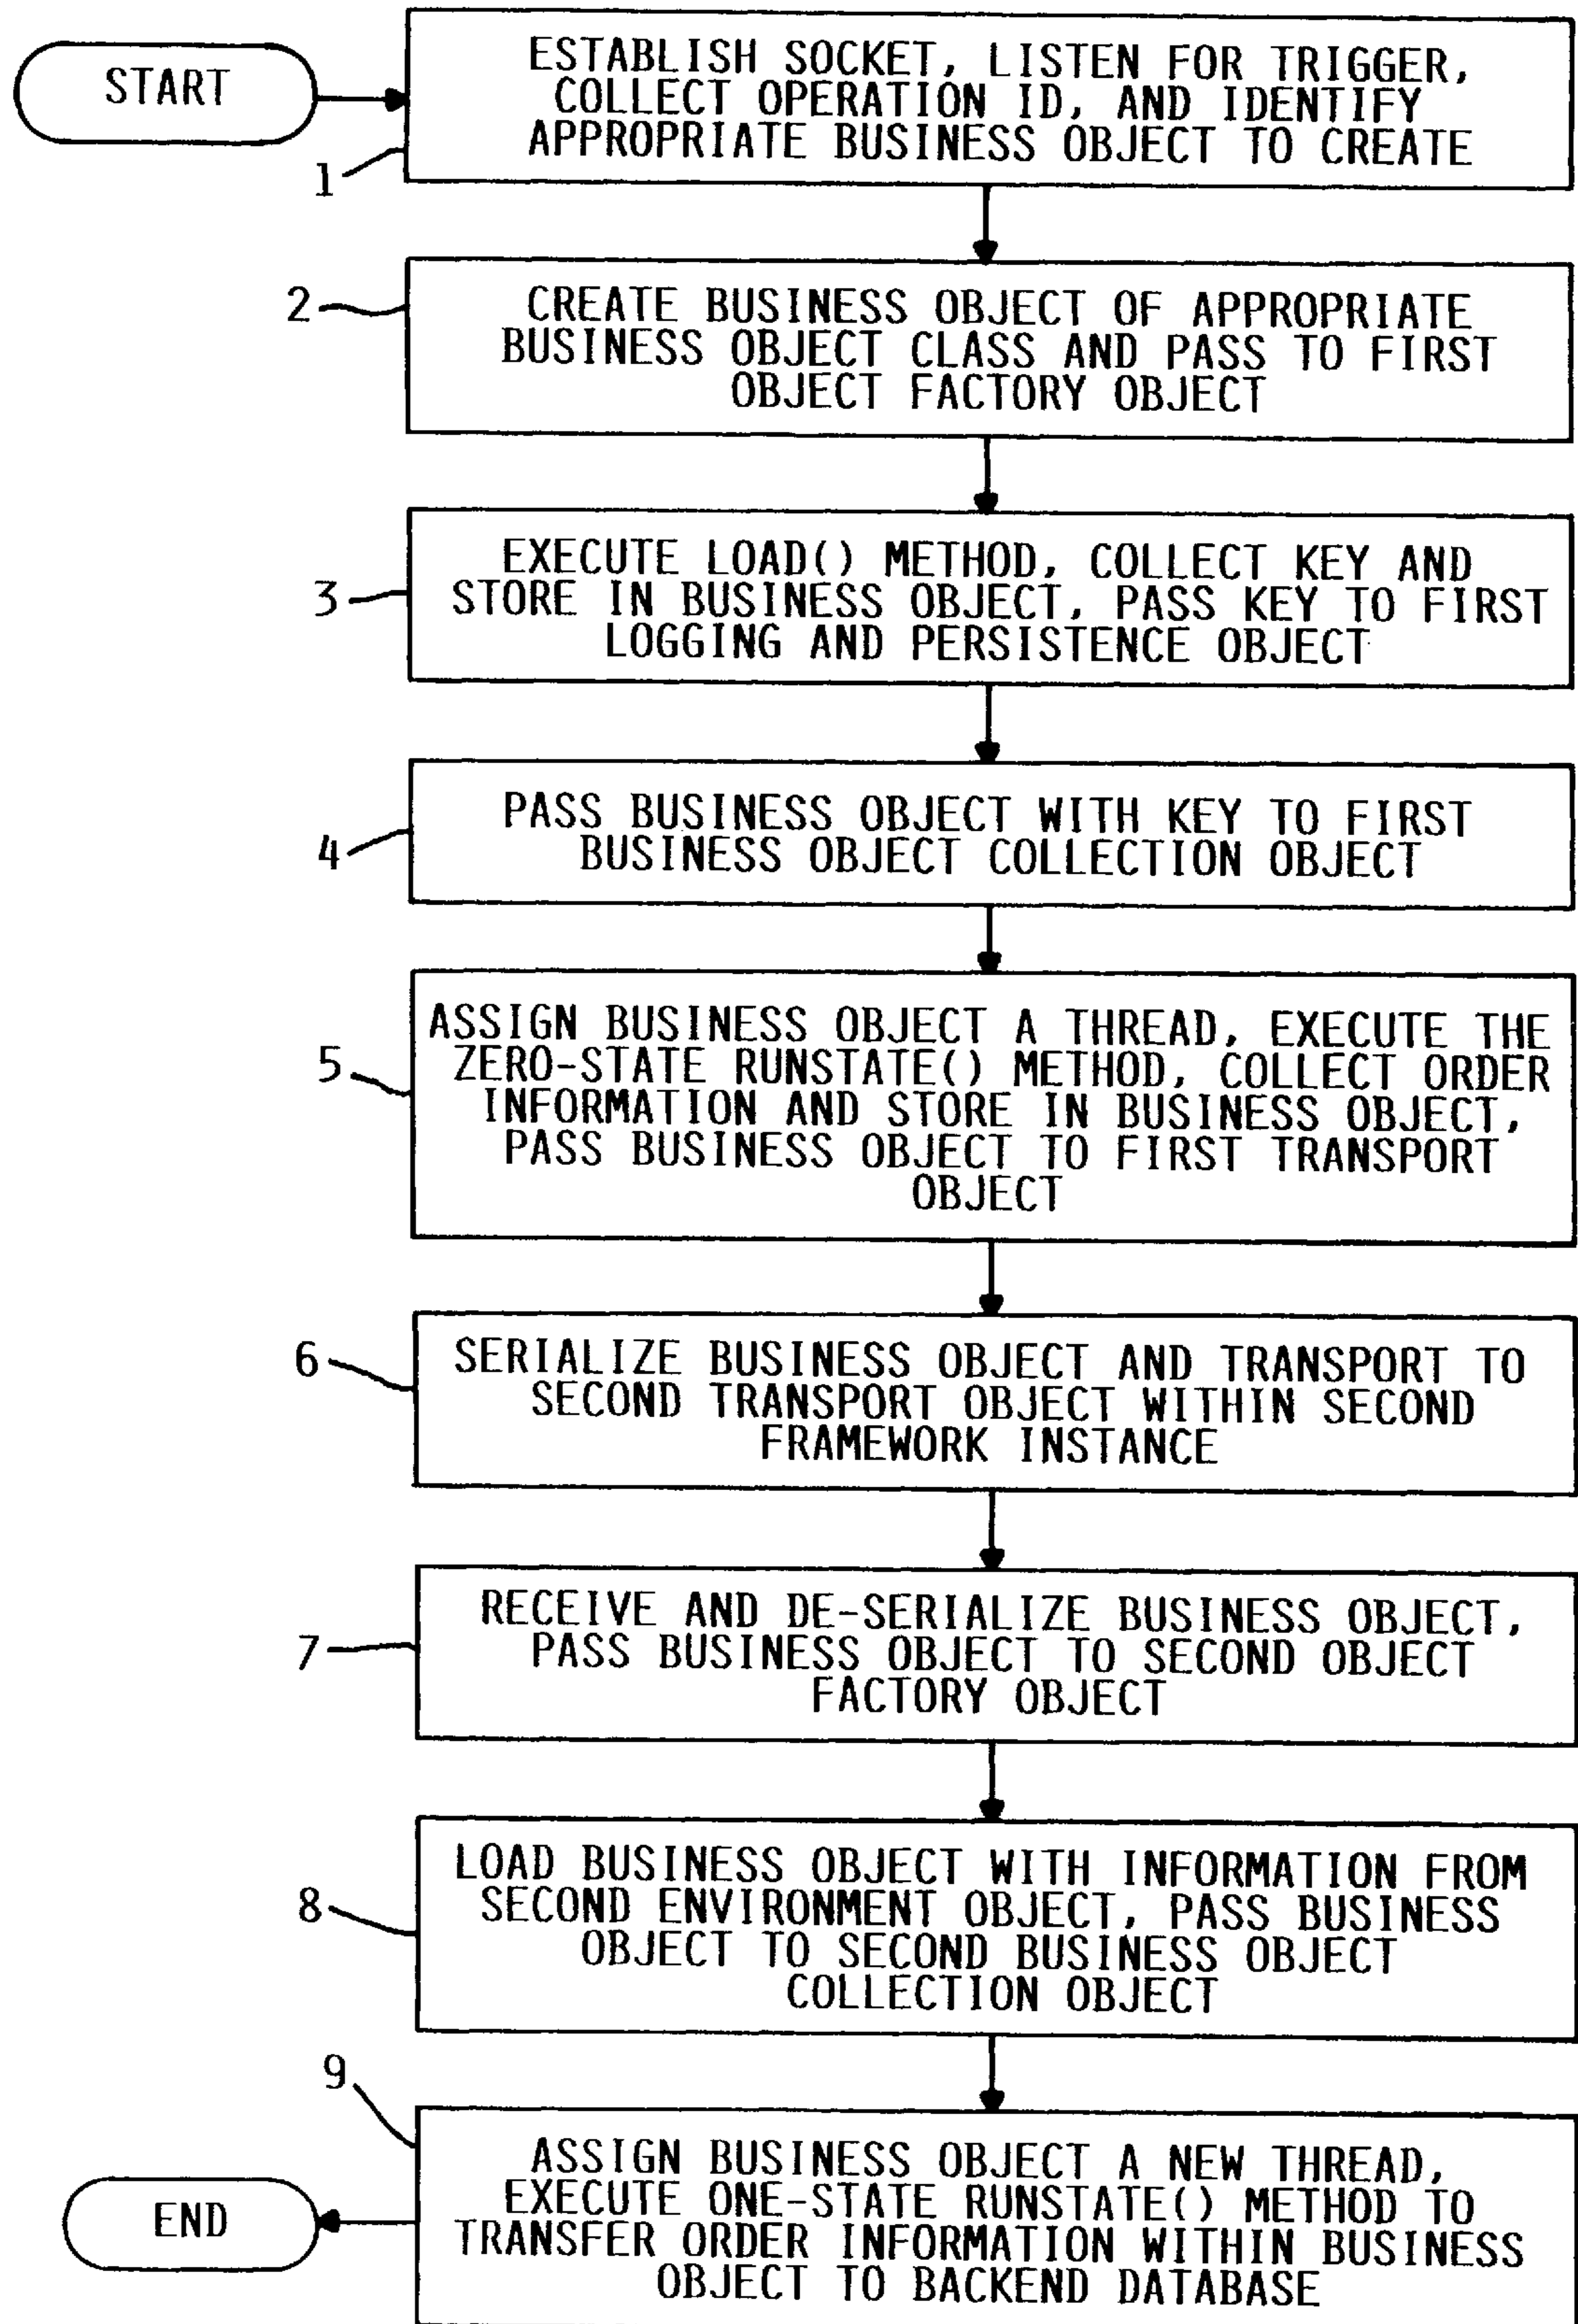 START
ESTABLISH SOCKET, LISTEN FOR TRIGGER,
COLLECT OPERATION ID, AND IDENTIFY
APPROPRIATE BUSINESS OBJECT TO CREATE
1
2
CREATE BUSINESS OBJECT OF APPROPRIATE
BUSINESS OBJECT CLASS AND PASS TO FIRST
OBJECT FACTORY OBJECT
3
EXECUTE LOAD() METHOD, COLLECT KEY AND
STORE IN BUSINESS OBJECT, PASS KEY TO FIRST
LOGGING AND PERSISTENCE OBJECT
4
PASS BUSINESS OBJECT WITH KEY TO FIRST
BUSINESS OBJECT COLLECTION OBJECT
5
ASSIGN BUSINESS OBJECT A THREAD, EXECUTE THE
ZERO-STATE RUNSTATE() METHOD, COLLECT ORDER
INFORMATION AND STORE IN BUSINESS OBJECT,
PASS BUSINESS OBJECT TO FIRST TRANSPORT
OBJECT
6
SERIALIZE BUSINESS OBJECT AND TRANSPORT TO
SECOND TRANSPORT OBJECT WITHIN SECOND
FRAMEWORK INSTANCE
7
RECEIVE AND DE-SERIALIZE BUSINESS OBJECT,
PASS BUSINESS OBJECT TO SECOND OBJECT
FACTORY OBJECT
8
LOAD BUSINESS OBJECT WITH INFORMATION FROM
SECOND ENVIRONMENT OBJECT, PASS BUSINESS
OBJECT TO SECOND BUSINESS OBJECT
COLLECTION OBJECT
9
ASSIGN BUSINESS OBJECT A NEW THREAD,
EXECUTE ONE-STATE RUNSTATE() METHOD TO
TRANSFER ORDER INFORMATION WITHIN BUSINESS
OBJECT TO BACKEND DATABASE
END